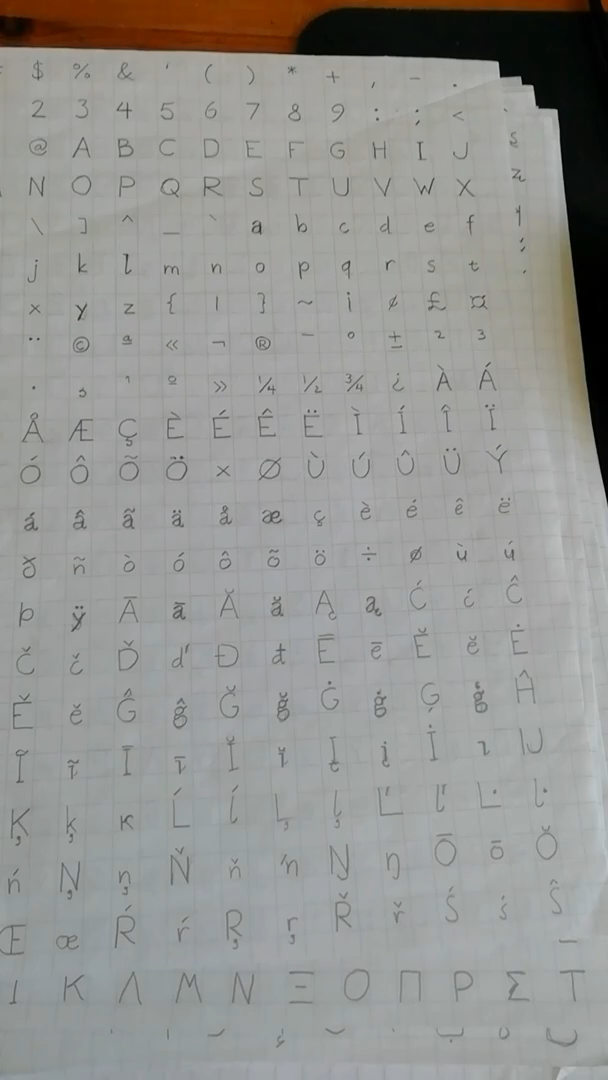 $ % & ' ( ) * + , - .
2 3 4 5 6 7 8 9 : ; <
@ A B C D E F G H I J
N O P Q R S T U V W X
\ ] ^ _ ` a b c d e f
j k l m n o p q r s t
x y z { | } ~ i ¢ £ ¤
¨ © ª « ¬ ® ¯ ° ± 2 3
· ¸ ¹ º » ¼ ½ ¾ ¿ À Á
Å Æ Ç È É Ê Ë Ì Í Î Ï
Ó Ô Õ Ö × Ø Ù Ú Û Ü Ý
á â ã ä å æ ç è é ê ë
ð ñ ò ó ô õ ö ÷ ø ù ú
þ ÿ Ā ā Ă ă Ą ą Ć ć Ĉ
Č č Ď ď Đ đ Ē ē Ĕ ĕ Ė
Ě ě Ĝ ĝ Ğ ğ Ġ ġ Ģ ģ Ĥ
Ĩ ĩ Ī ī Ĭ ĭ Į į İ ı IJ
Ķ ķ ĸ Ĺ ĺ Ļ ļ Ľ ľ Ŀ ŀ
ń Ņ ņ Ň ň ŉ Ŋ ŋ Ō ō Ŏ
Œ œ Ŕ ŕ Ŗ ŗ Ř ř Ś ś Ŝ
Ι Κ Λ Μ Ν Ξ Ο Π Ρ Σ Τ